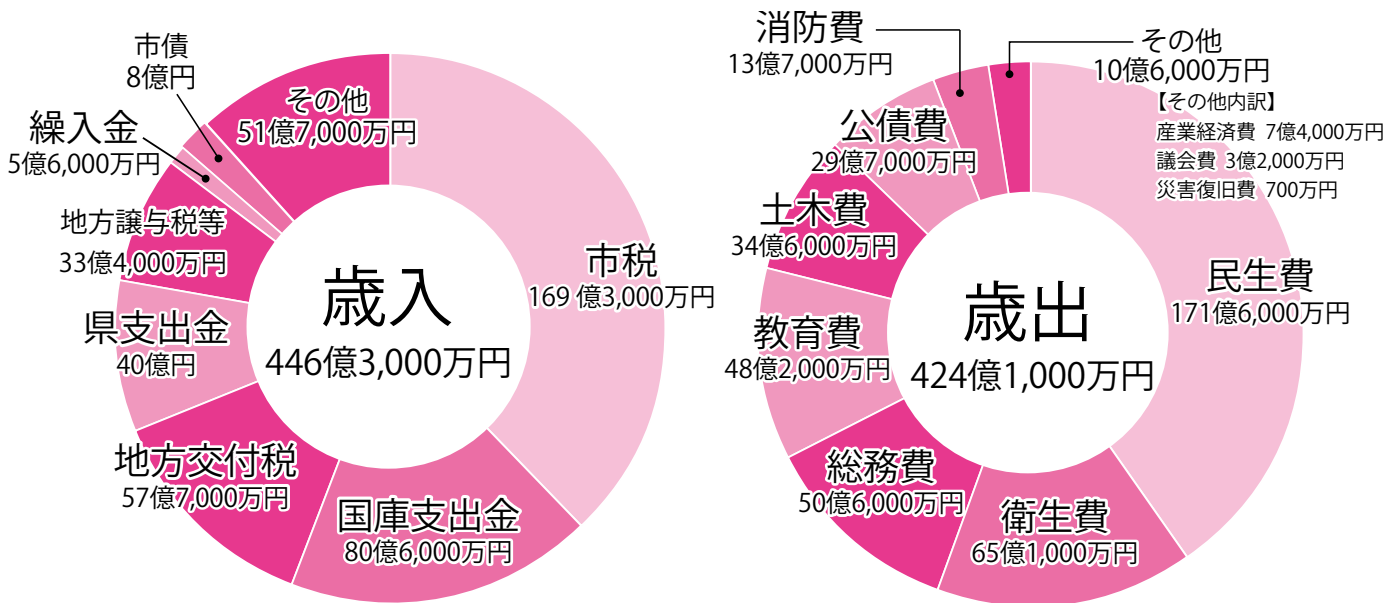 市債
8億円
その他
51億7,000万円
繰入金
5億6,000万円
地方譲与税等
33億4,000万円
県支出金
40億円
地方交付税
57億7,000万円
国庫支出金
80億6,000万円
市税
169 億3,000万円
歳入
446億3,000万円
消防費
13億7,000万円
その他
10億6,000万円
【その他内訳】
産業経済費 7億4,000万円
議会費 3億2,000万円
災害復旧費 700万円
公債費
29億7,000万円
土木費
34億6,000万円
教育費
48億2,000万円
総務費
50億6,000万円
衛生費
65億1,000万円
民生費
171億6,000万円
歳出
424億1,000万円